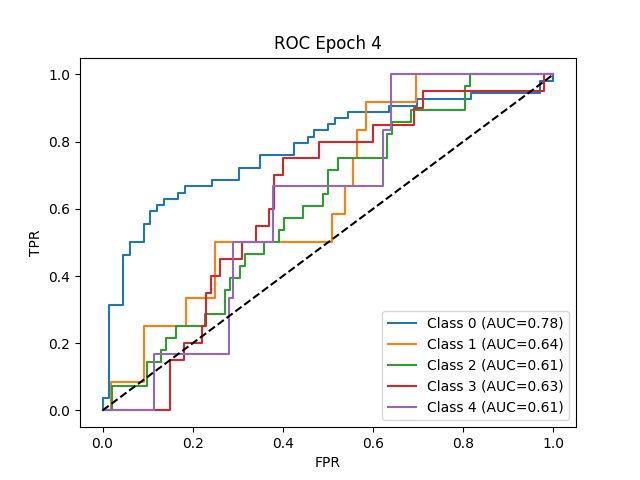 ROC Epoch 4
TPR
1.0
0.8
0.6
0.4
0.2
0.0
Class 0 (AUC=0.78)
Class 1 (AUC=0.64)
Class 2 (AUC=0.61)
Class 3 (AUC=0.63)
Class 4 (AUC=0.61)
0.0 0.2 0.4 0.6 0.8 1.0
FPR